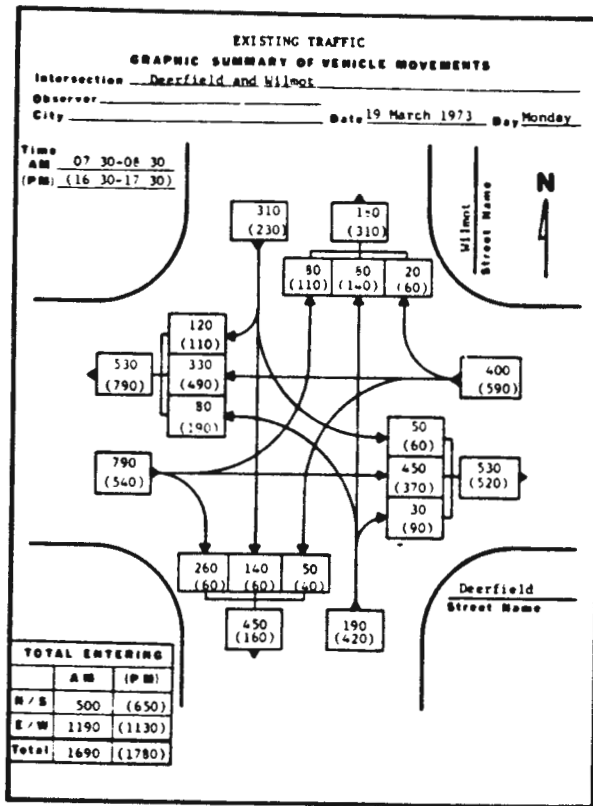 EXISTING TRAFFIC
GRAPHIC SUMMARY OF VEHICLE MOVEMENTS
Intersection Deerfield and Wilmot
Observer
City Date 19 March 1973 Day Monday
Time
AM 07 30-08 30
(PM) (16 30-17 30)
Wilmot
Street Name
N
310
(230)
(310)
80 80 20
(110) (140) (60)
120
(110)
330
(490)
80
(190)
530
(790)
400
(590)
790
(540)
50
(60)
450
(370)
30
(90)
530
(520)
260 140 50
(60) (60) (40)
450
(160)
190
(420)
Deerfield
Street Name
TOTAL ENTERING
AM (PM)
N/S 500 (650)
E/W 1190 (1130)
Total 1690 (1780)